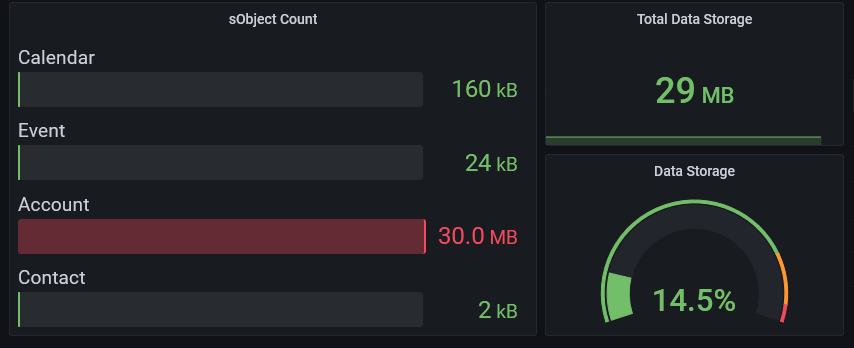 sObject Count
Calendar
160 kB
Event
24 kB
Account
30.0 MB
Contact
2 kB
Total Data Storage
29 MB
Data Storage
14.5%